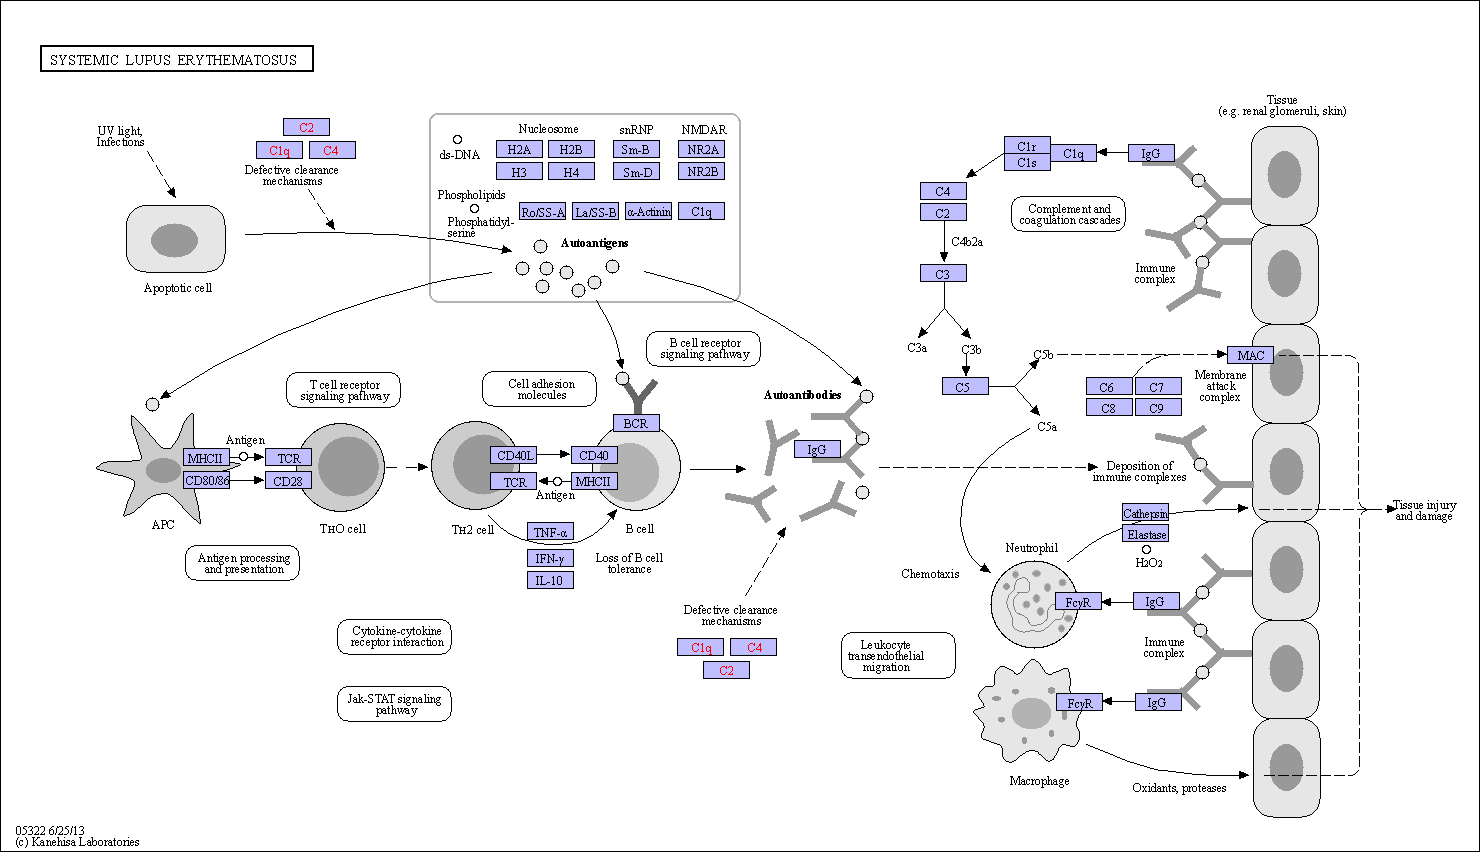 SYSTEMIC LUPUS ERYTHEMATOSUS
UV light,
Infections
C2
C1q
C4
Defective clearance
mechanisms
Apoptotic cell
ds-DNA
Nucleosome
H2A
H2B
H3
H4
snRNP
Sm-B
Sm-D
NMDAR
NR2A
NR2B
Phospholipids
Phosphatidyl-
serine
Ro/SS-A
La/SS-B
α-Actinin
C1q
Autoantigens
Tissue
(e.g. renal glomeruli, skin)
C1r
C1s
C1q
IgG
C4
C2
Complement and
coagulation cascades
C4b2a
C3
Immune
complex
C3a
C3b
C5
C5b
C5a
MAC
Membrane
attack
complex
C6
C7
C8
C9
B cell receptor
signaling pathway
T cell receptor
signaling pathway
Cell adhesion
molecules
Autoantibodies
BCR
Antigen
MHCII
TCR
CD80/86
CD28
APC
TH0 cell
CD40L
CD40
TCR
MHCII
Antigen
TH2 cell
B cell
TNF-α
IFN-γ
IL-10
Loss of B cell
tolerance
IgG
Deposition of
immune complexes
Tissue injury
and damage
Antigen processing
and presentation
Cathepsin
Elastase
H2O2
Neutrophil
Chemotaxis
FcγR
IgG
Immune
complex
FcγR
IgG
Defective clearance
mechanisms
C1q
C4
C2
Cytokine-cytokine
receptor interaction
Leukocyte
transendothelial
migration
Jak-STAT signaling
pathway
Macrophage
Oxidants, proteases
05322 6/25/13
(c) Kanehisa Laboratories